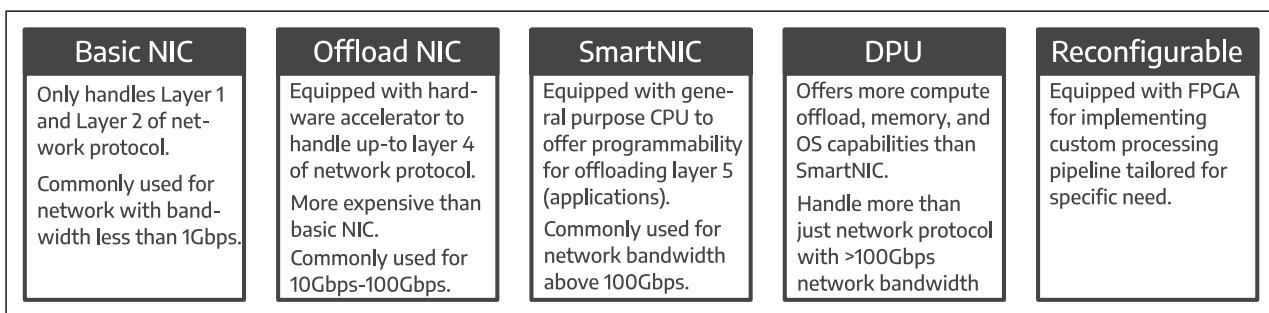 Basic NIC
Only handles Layer 1
and Layer 2 of net-
work protocol.
Commonly used for
network with band-
width less than 1Gbps.
Offload NIC
Equipped with hard-
ware accelerator to
handle up-to layer 4
of network protocol.
More expensive than
basic NIC.
Commonly used for
10Gbps-100Gbps.
SmartNIC
Equipped with gene-
ral purpose CPU to
offer programmability
for offloading layer 5
(applications).
Commonly used for
network bandwidth
above 100Gbps.
DPU
Offers more compute
offload, memory, and
OS capabilities than
SmartNIC.
Handle more than
just network protocol
with >100Gbps
network bandwidth
Reconfigurable
Equipped with FPGA
for implementing
custom processing
pipeline tailored for
specific need.